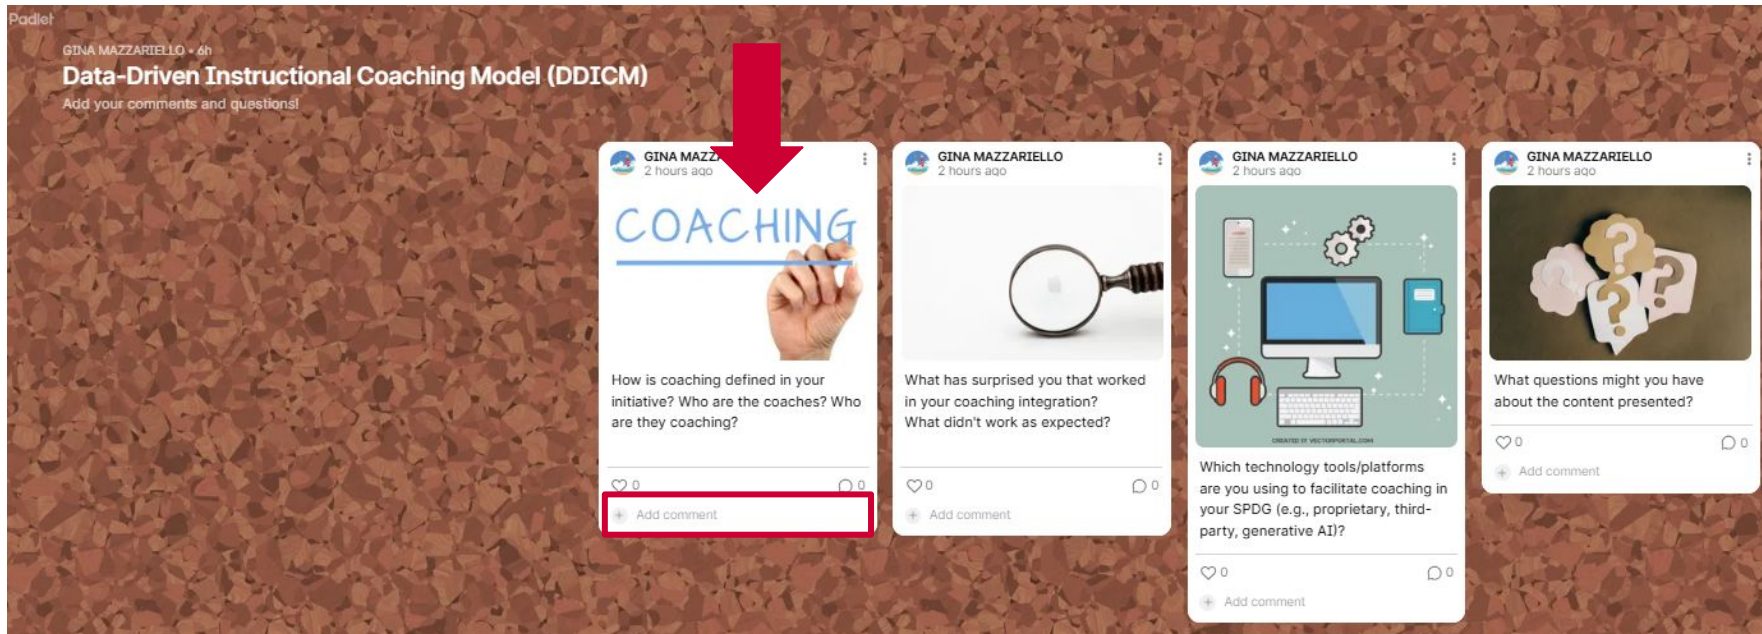 Padlet
GINA MAZZARIELLO • 6h
Data-Driven Instructional Coaching Model (DDICM)
Add your comments and questions!
GINA MAZZ
2 hours ago
COACHING
How is coaching defined in your
initiative? Who are the coaches? Who
are they coaching?
0
0
Add comment
GINA MAZZARIELLO
2 hours ago
What has surprised you that worked
in your coaching integration?
What didn't work as expected?
0
0
Add comment
GINA MAZZARIELLO
2 hours ago
CREATED BY VECTORPORTAL.COM
Which technology tools/platforms
are you using to facilitate coaching in
your SPDG (e.g., proprietary, third-
party, generative AI)?
0
0
Add comment
GINA MAZZARIELLO
2 hours ago
? ? ? ?
What questions might you have
about the content presented?
0
0
Add comment